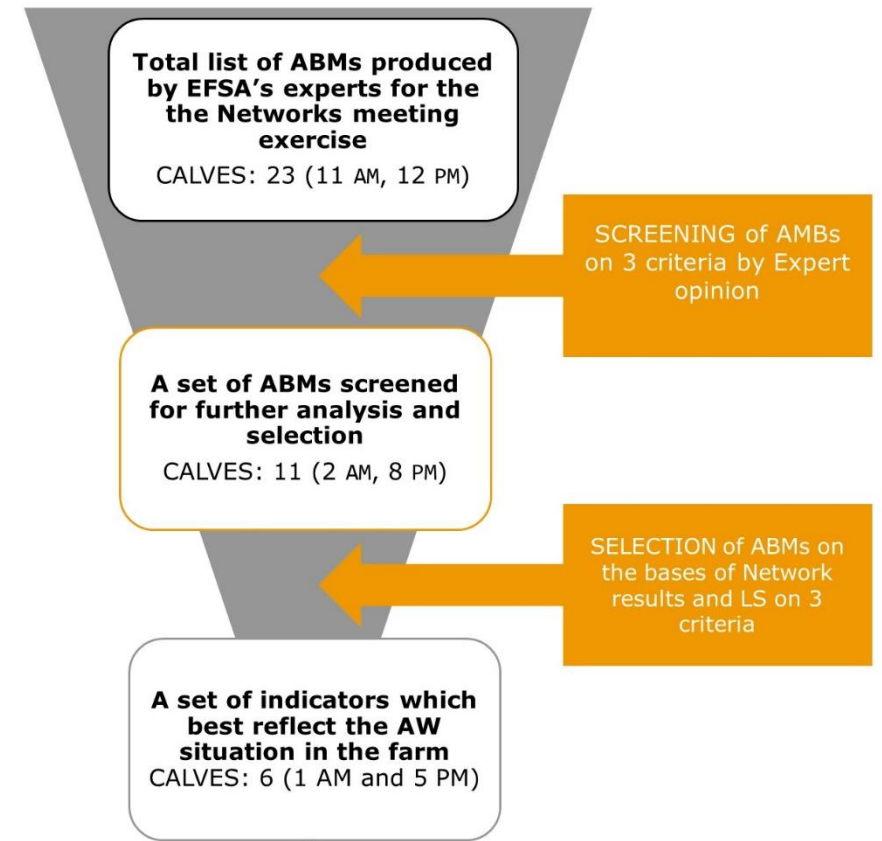 Total list of ABMs produced
by EFSA’s experts for the
the Networks meeting
exercise
CALVES: 23 (11 AM, 12 PM)
SCREENING of AMBs
on 3 criteria by Expert
opinion
A set of ABMs screened
for further analysis and
selection
CALVES: 11 (2 AM, 8 PM)
SELECTION of ABMs on
the bases of Network
results and LS on 3
criteria
A set of indicators which
best reflect the AW
situation in the farm
CALVES: 6 (1 AM and 5 PM)